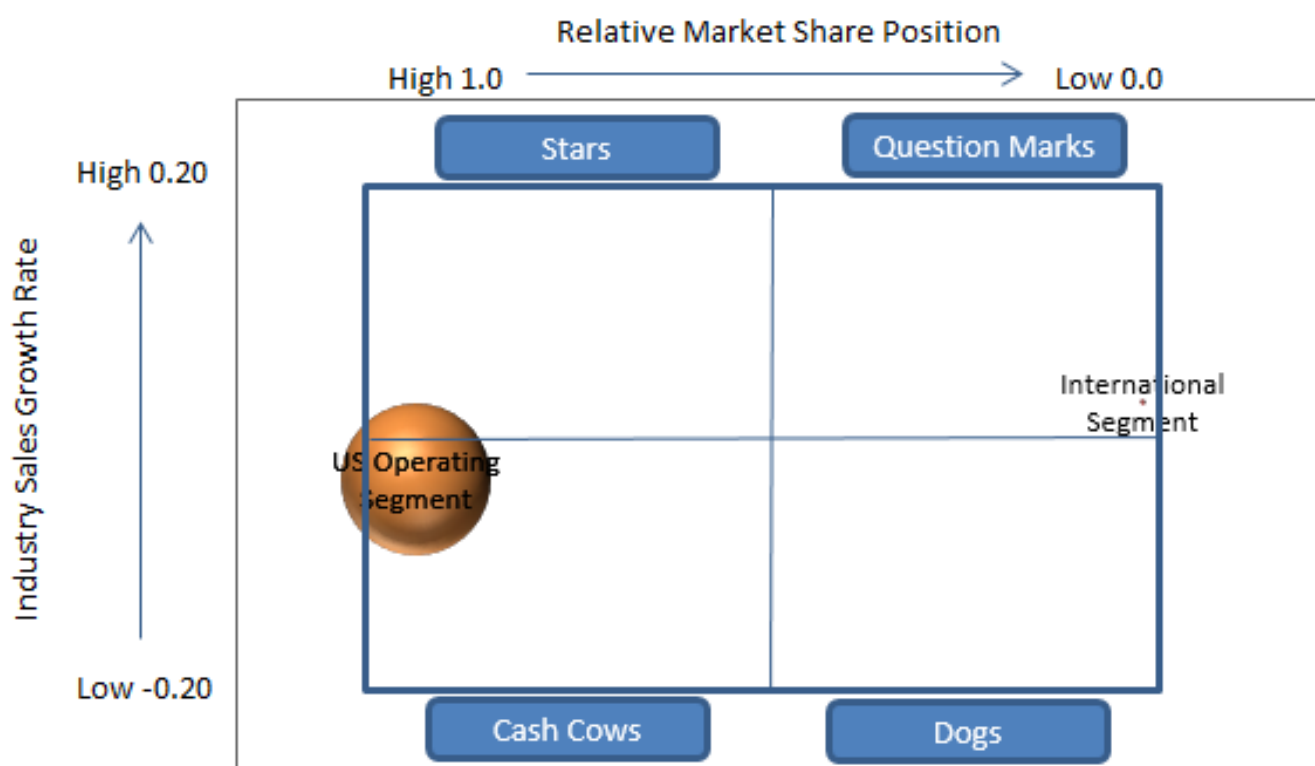 Relative Market Share Position
High 1.0
Low 0.0
Stars
Question Marks
High 0.20
Industry Sales Growth Rate
International
Segment
US Operating
Segment
Low -0.20
Cash Cows
Dogs